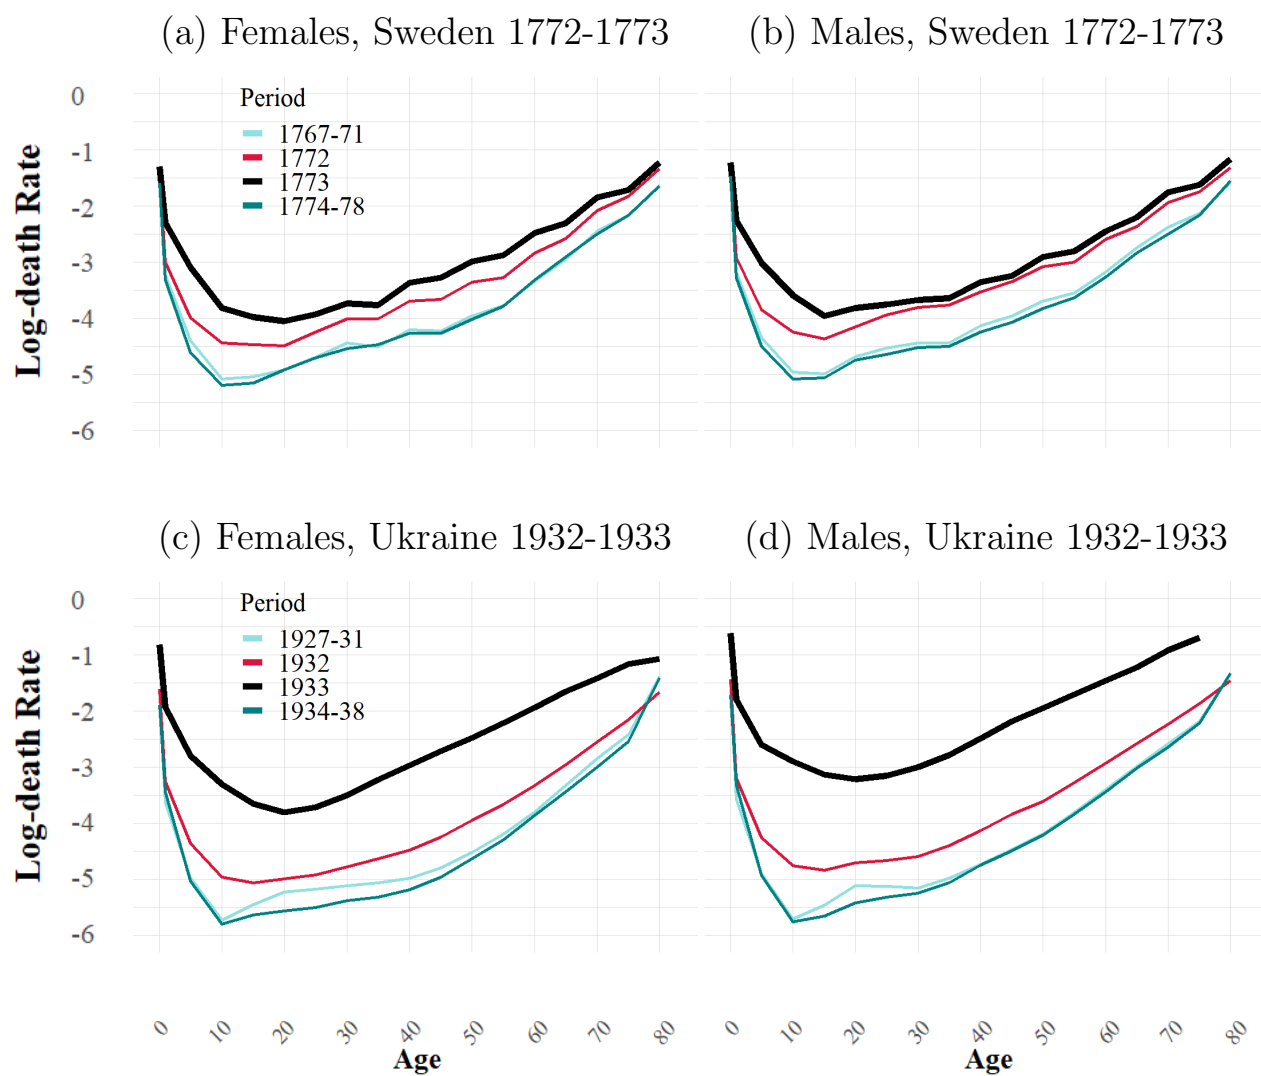 (a) Females, Sweden 1772-1773
(b) Males, Sweden 1772-1773
Log-death Rate
0
-1
-2
-3
-4
-5
-6
Period
1767-71
1772
1773
1774-78
(c) Females, Ukraine 1932-1933
(d) Males, Ukraine 1932-1933
Log-death Rate
0
-1
-2
-3
-4
-5
-6
Period
1927-31
1932
1933
1934-38
0 10 20 30 40 50 60 70 80
Age
0 10 20 30 40 50 60 70 80
Age